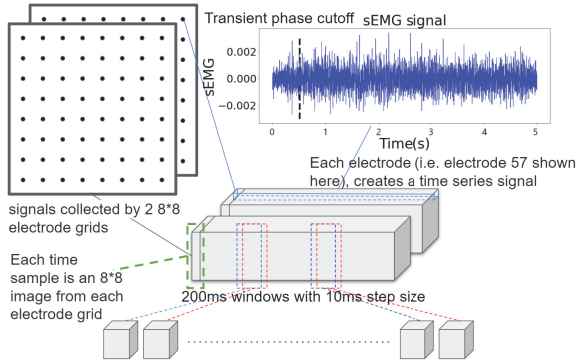 Transient phase cutoff
sEMG signal
sEMG
0.002
0.000
−0.002
0 1 2 3 4 5
Time(s)
Each electrode (i.e. electrode 57 shown
here), creates a time series signal
signals collected by 2 8*8
electrode grids
Each time
sample is an 8*8
image from each
electrode grid
200ms windows with 10ms step size